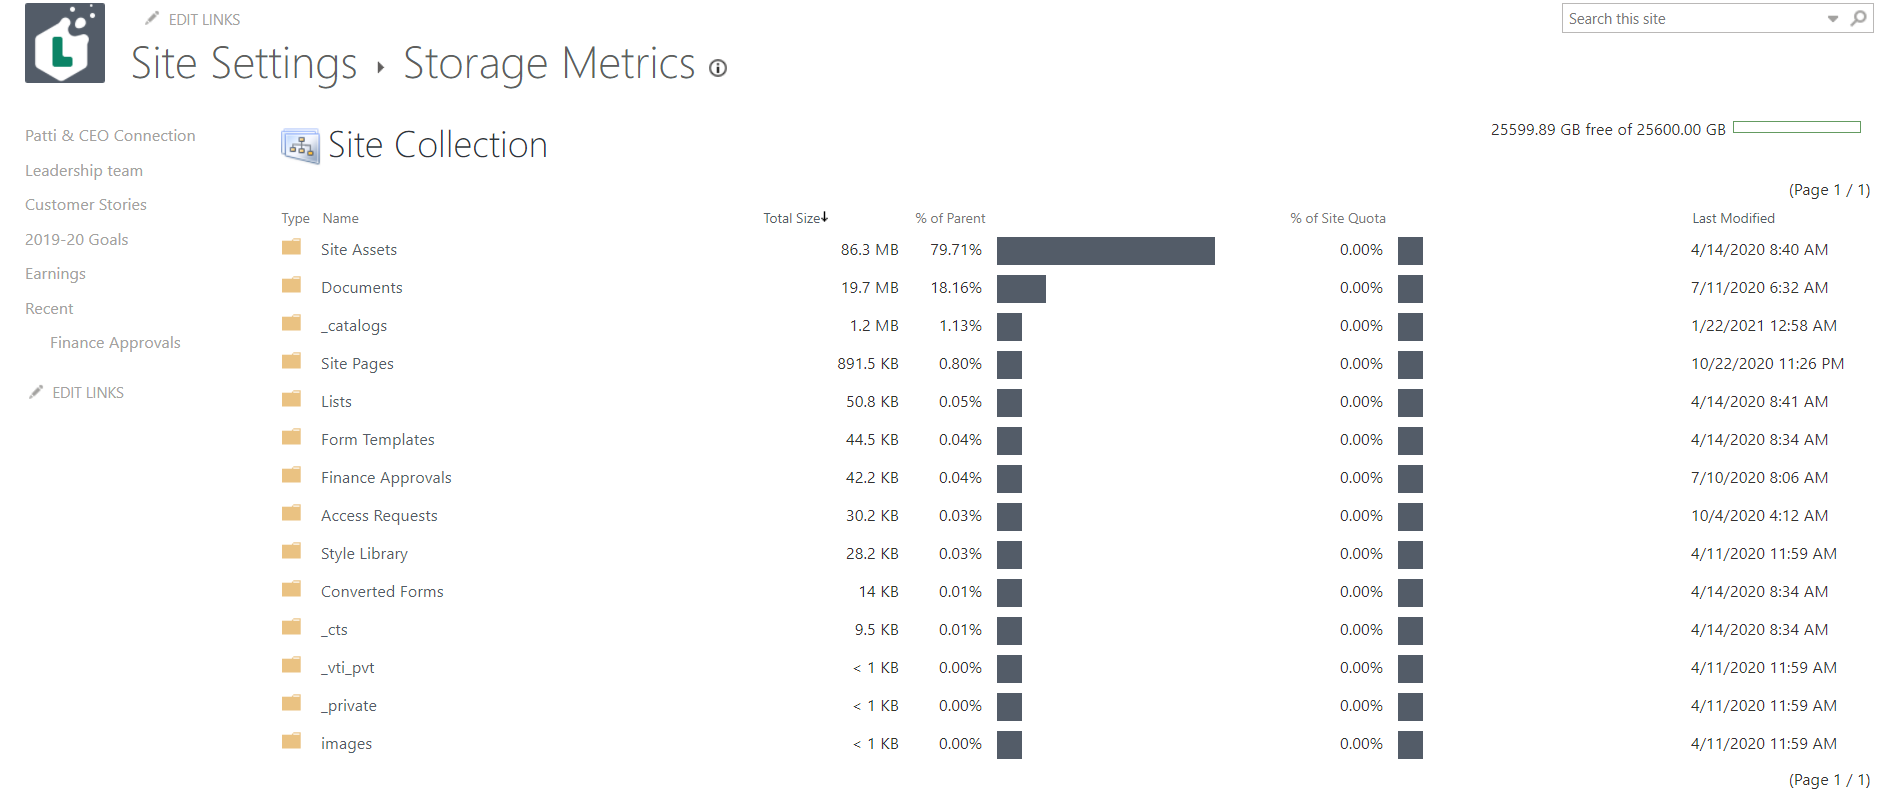 EDIT LINKS
Search this site
L
Site Settings Storage Metrics
Patti & CEO Connection
Leadership team
Customer Stories
2019-20 Goals
Earnings
Recent
Finance Approvals
EDIT LINKS
Site Collection
25599.89 GB free of 25600.00 GB
(Page 1 / 1)
Type Name Total Size % of Parent % of Site Quota Last Modified
Site Assets 86.3 MB 79.71% 0.00% 4/14/2020 8:40 AM
Documents 19.7 MB 18.16% 0.00% 7/11/2020 6:32 AM
_catalogs 1.2 MB 1.13% 0.00% 1/22/2021 12:58 AM
Site Pages 891.5 KB 0.80% 0.00% 10/22/2020 11:26 PM
Lists 50.8 KB 0.05% 0.00% 4/14/2020 8:41 AM
Form Templates 44.5 KB 0.04% 0.00% 4/14/2020 8:34 AM
Finance Approvals 42.2 KB 0.04% 0.00% 7/10/2020 8:06 AM
Access Requests 30.2 KB 0.03% 0.00% 10/4/2020 4:12 AM
Style Library 28.2 KB 0.03% 0.00% 4/11/2020 11:59 AM
Converted Forms 14 KB 0.01% 0.00% 4/14/2020 8:34 AM
_cts 9.5 KB 0.01% 0.00% 4/14/2020 8:34 AM
_vti_pvt < 1 KB 0.00% 0.00% 4/11/2020 11:59 AM
_private < 1 KB 0.00% 0.00% 4/11/2020 11:59 AM
images < 1 KB 0.00% 0.00% 4/11/2020 11:59 AM
(Page 1 / 1)